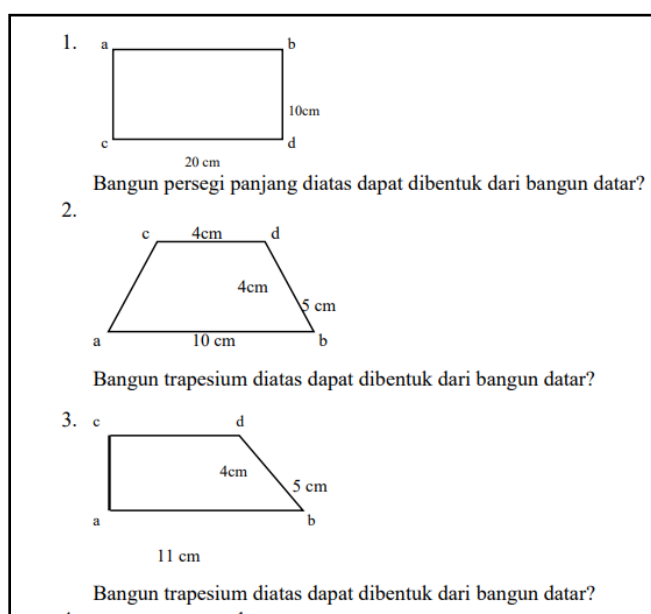 1. a b
10cm
c d
20 cm
Bangun persegi panjang diatas dapat dibentuk dari bangun datar?
2.
c 4cm d
4cm
5 cm
a 10 cm b
Bangun trapesium diatas dapat dibentuk dari bangun datar?
3. c d
4cm
5 cm
a b
11 cm
Bangun trapesium diatas dapat dibentuk dari bangun datar?